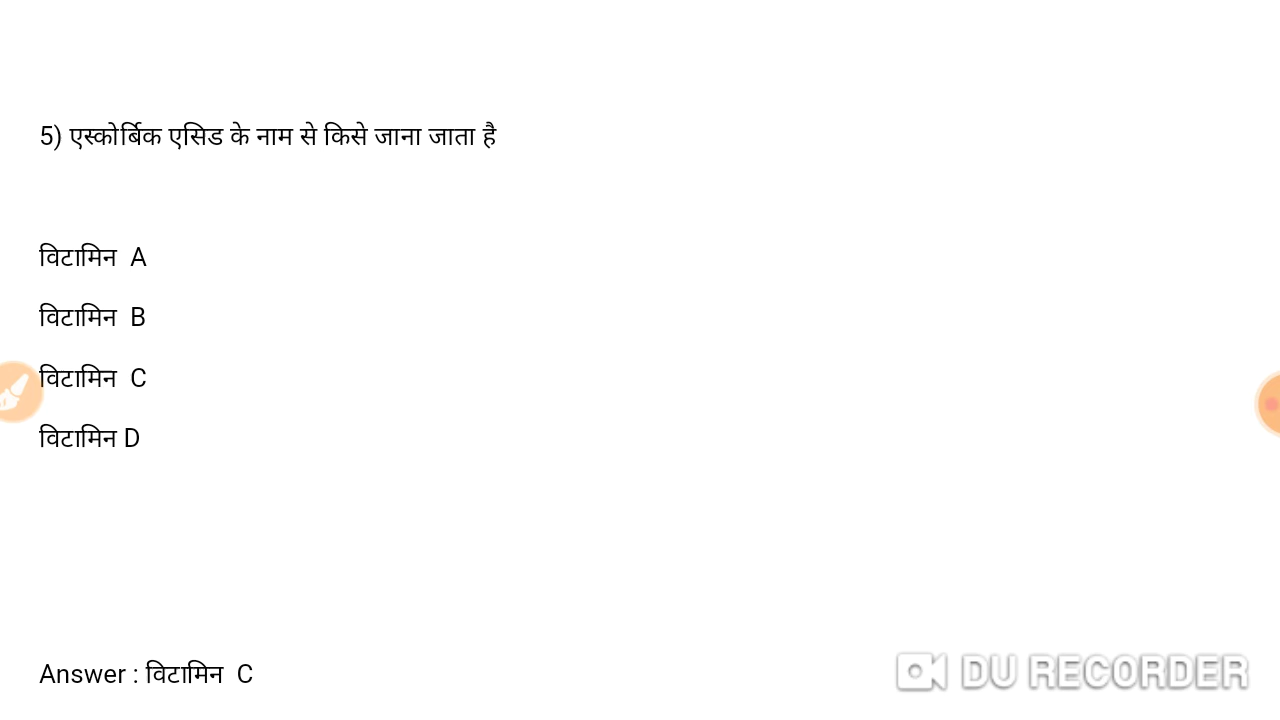 5) एस्कोर्बिक एसिड के नाम से किसे जाना जाता है
विटामिन  A
विटामिन  B
विटामिन  C
विटामिन D
Answer : विटामिन  C
DU RECORDER